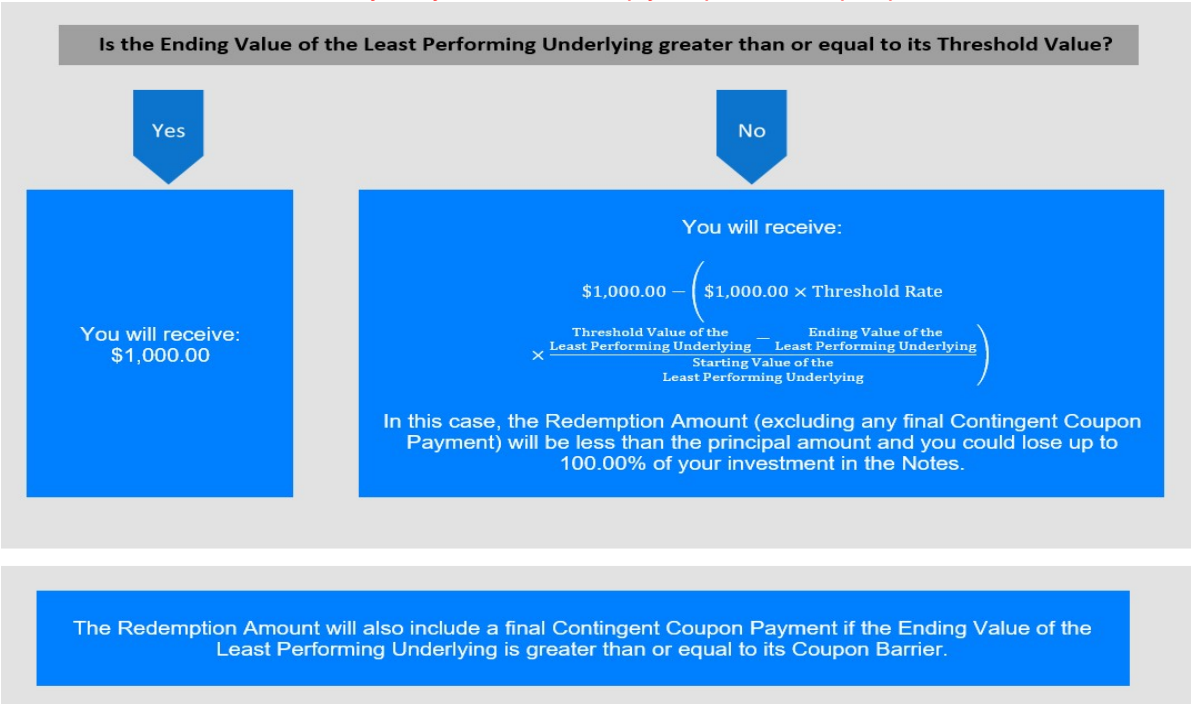 Is the Ending Value of the Least Performing Underlying greater than or equal to its Threshold Value?
Yes
No
You will receive:
$1,000.00
You will receive:
$1,000.00 − ( $1,000.00 × Threshold Rate
× Threshold Value of the Least Performing Underlying − Ending Value of the Least Performing Underlying
Starting Value of the
Least Performing Underlying )
In this case, the Redemption Amount (excluding any final Contingent Coupon
Payment) will be less than the principal amount and you could lose up to
100.00% of your investment in the Notes.
The Redemption Amount will also include a final Contingent Coupon Payment if the Ending Value of the
Least Performing Underlying is greater than or equal to its Coupon Barrier.